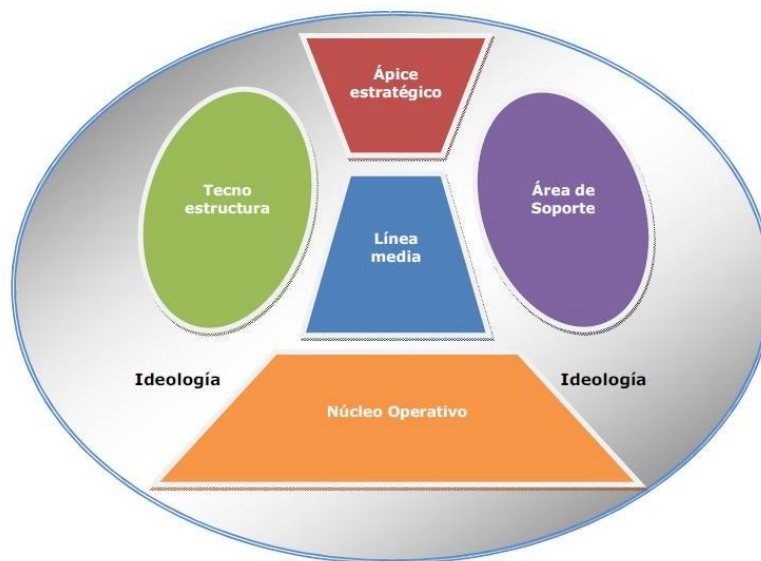 Ápice
estratégico
Tecno
estructura
Área de
Soporte
Línea
media
Ideología
Ideología
Núcleo Operativo